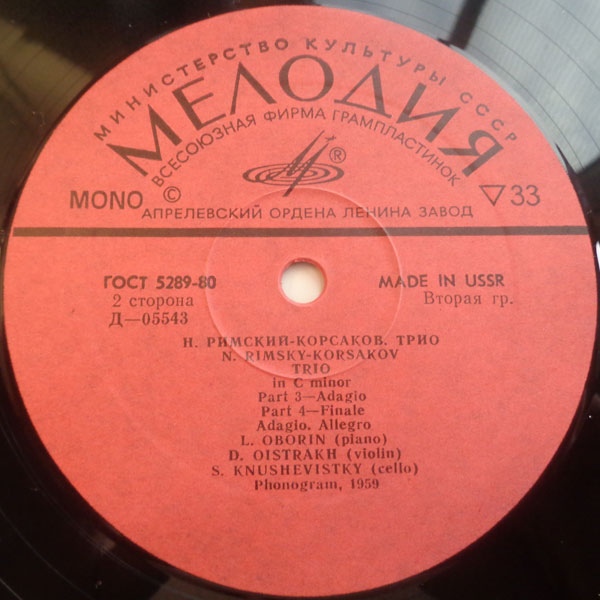 МИНИСТЕРСТВО КУЛЬТУРЫ СССР
МЕЛОДИЯ
ВСЕСОЮЗНАЯ ФИРМА ГРАМПЛАСТИНОК
®
MONO ©
▽33
АПРЕЛЕВСКИЙ ОРДЕНА ЛЕНИНА ЗАВОД
ГОСТ 5289-80
MADE IN USSR
2 сторона
Вторая гр.
Д—05543
Н. РИМСКИЙ-КОРСАКОВ. ТРИО
N. RIMSKY-KORSAKOV
TRIO
in C minor
Part 3—Adagio
Part 4—Finale
Adagio. Allegro
L. OBORIN (piano)
D. OISTRAKH (violin)
S. KNUSHEVISTKY (cello)
Phonogram, 1959